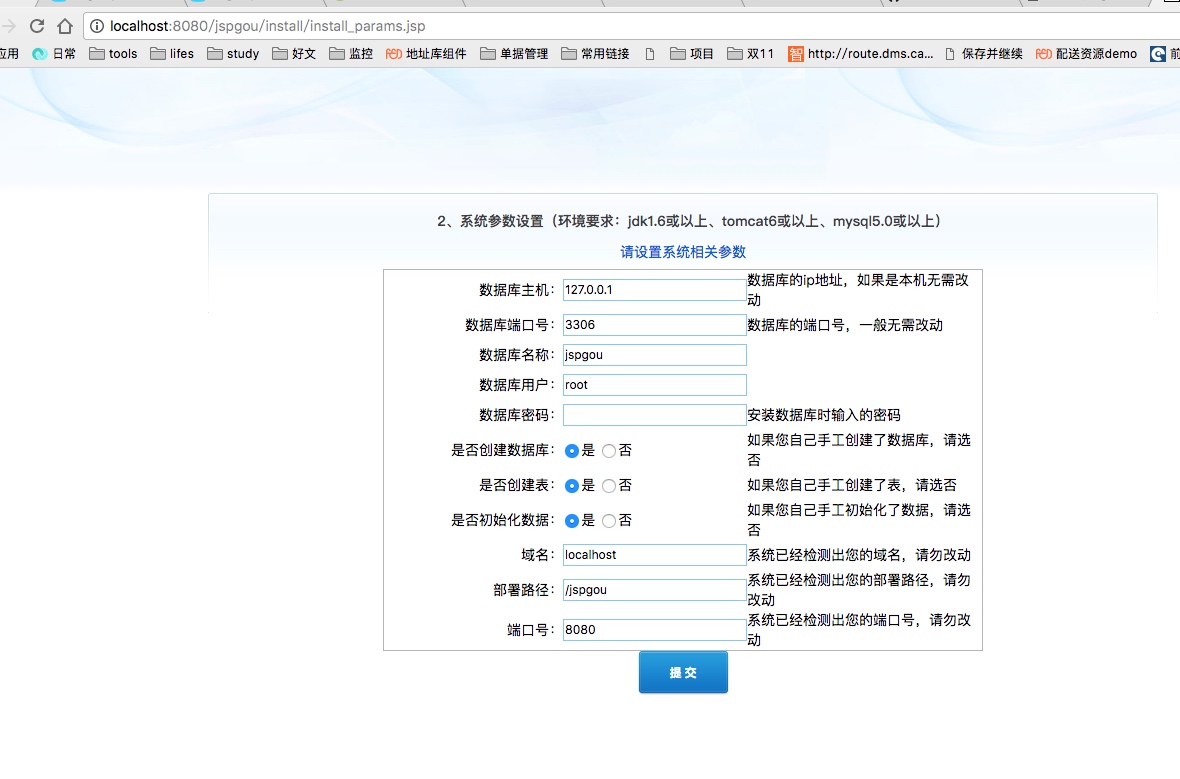 localhost:8080/jspgou/install/install_params.jsp
应用 日常 tools lifes study 好文 监控 地址库组件 单据管理 常用链接 项目 双11 智 http://route.dms.ca... 保存并继续 配送资源demo 前
2、系统参数设置（环境要求：jdk1.6或以上、tomcat6或以上、mysql5.0或以上）
请设置系统相关参数
数据库主机： 127.0.0.1 数据库的ip地址，如果是本机无需改
动
数据库端口号： 3306 数据库的端口号，一般无需改动
数据库名称： jspgou
数据库用户： root
数据库密码： 安装数据库时输入的密码
是否创建数据库： 是 否 如果您自己手工创建了数据库，请选
否
是否创建表： 是 否 如果您自己手工创建了表，请选否
是否初始化数据： 是 否 如果您自己手工初始化了数据，请选
否
域名： localhost 系统已经检测出您的域名，请勿改动
部署路径： /jspgou 系统已经检测出您的部署路径，请勿
改动
端口号： 8080 系统已经检测出您的端口号，请勿改
动
提 交